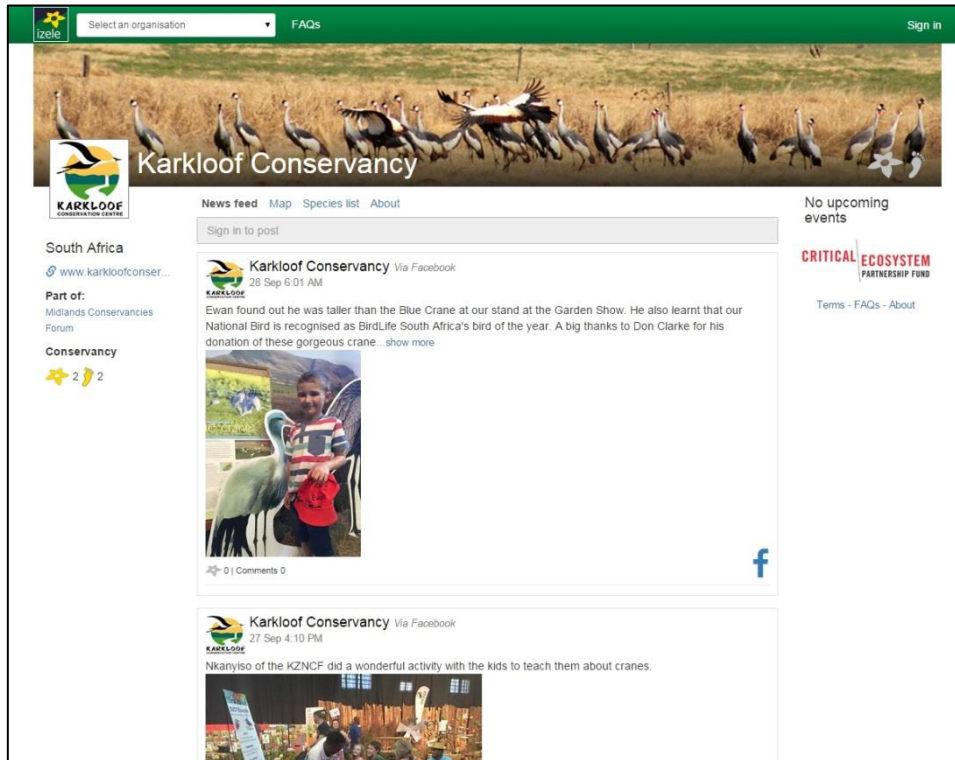 izele
Select an organisation
FAQs
Sign in
Karkloof Conservancy
KARKLOOF
CONSERVATION CENTRE
News feed Map Species list About
No upcoming
events
Sign in to post
South Africa
www.karkloofconser...
Part of:
Midlands Conservancies
Forum
Conservancy
2 2
KARKLOOF
Karkloof Conservancy Via Facebook
28 Sep 6:01 AM
Ewan found out he was taller than the Blue Crane at our stand at the Garden Show. He also learnt that our
National Bird is recognised as BirdLife South Africa's bird of the year. A big thanks to Don Clarke for his
donation of these gorgeous crane...show more
0 | Comments 0
f
KARKLOOF
Karkloof Conservancy Via Facebook
27 Sep 4:10 PM
Nkanyiso of the KZNCF did a wonderful activity with the kids to teach them about cranes.
CRITICAL ECOSYSTEM
PARTNERSHIP FUND
Terms - FAQs - About